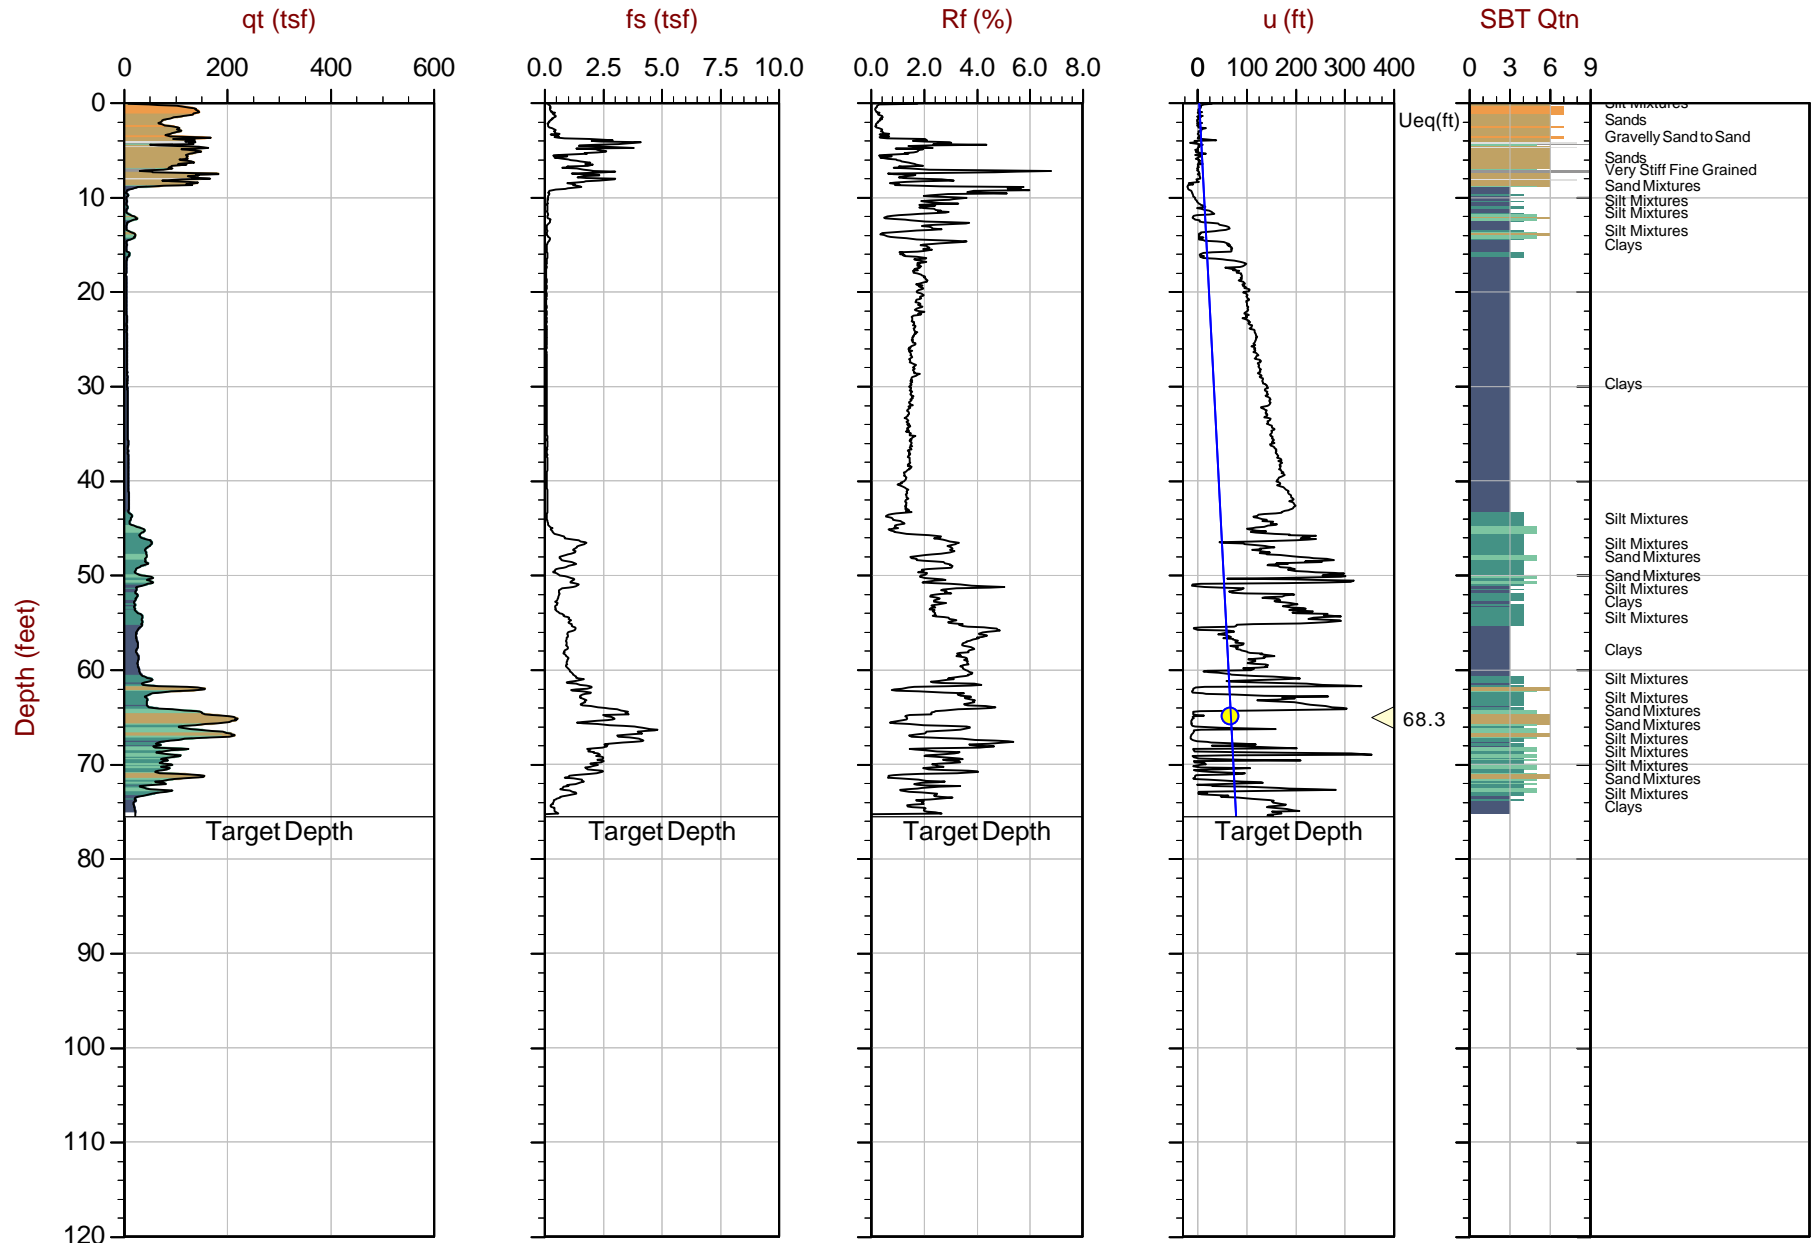 qt (tsf) fs (tsf) Rf (%) u (ft) SBT Qtn
0 200 400 600 0.0 2.5 5.0 7.5 10.0 0.0 2.0 4.0 6.0 8.0 0 100 200 300 400 0 3 6 9
Depth (feet)
0
10
20
30
40
50
60
70
80
90
100
110
120
Ueq(ft)
68.3
Target Depth Target Depth Target Depth Target Depth
Silt Mixtures
Sands
Gravelly Sand to Sand
Sands
Very Stiff Fine Grained
Sand Mixtures
Silt Mixtures
Silt Mixtures
Silt Mixtures
Clays
Clays
Silt Mixtures
Silt Mixtures
Sand Mixtures
Sand Mixtures
Silt Mixtures
Clays
Silt Mixtures
Clays
Silt Mixtures
Silt Mixtures
Sand Mixtures
Sand Mixtures
Silt Mixtures
Silt Mixtures
Silt Mixtures
Sand Mixtures
Silt Mixtures
Clays